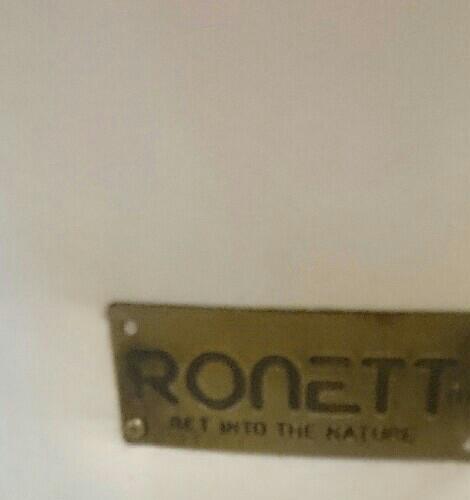 RONETT
GET INTO THE NATURE